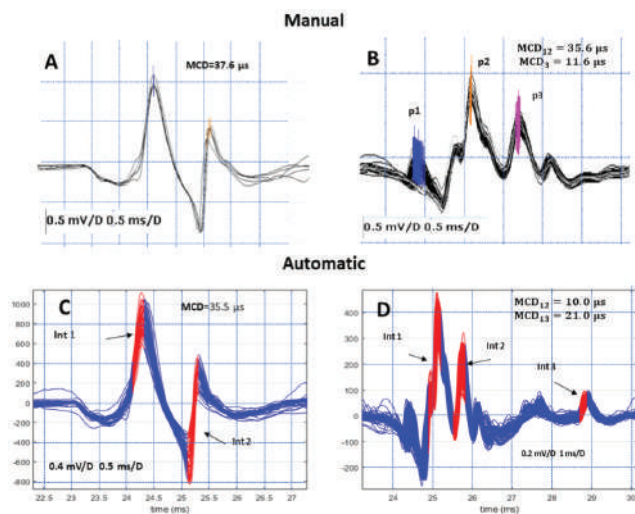 Manual
A
MCD=37.6 µs
0.5 mV/D 0.5 ms/D
B
MCD12 = 35.6 µs
MCD3 = 11.6 µs
p1
p2
p3
0.5 mV/D 0.5 ms/D
Automatic
C
MCD=35.5 µs
Int 1
Int2
0.4 mV/D 0.5 ms/D
1000
800
600
400
200
0
-200
-400
-600
-800
22.5 23 23.5 24 24.5 25 25.5 26 26.5 27
time (ms)
D
MCD12 = 10.0 µs
MCD13 = 21.0 µs
Int 1
Int 2
0.2 mV/D 1 ms/D
400
300
200
100
0
-100
-200
24 25 26 27 28 29 30
time (ms)